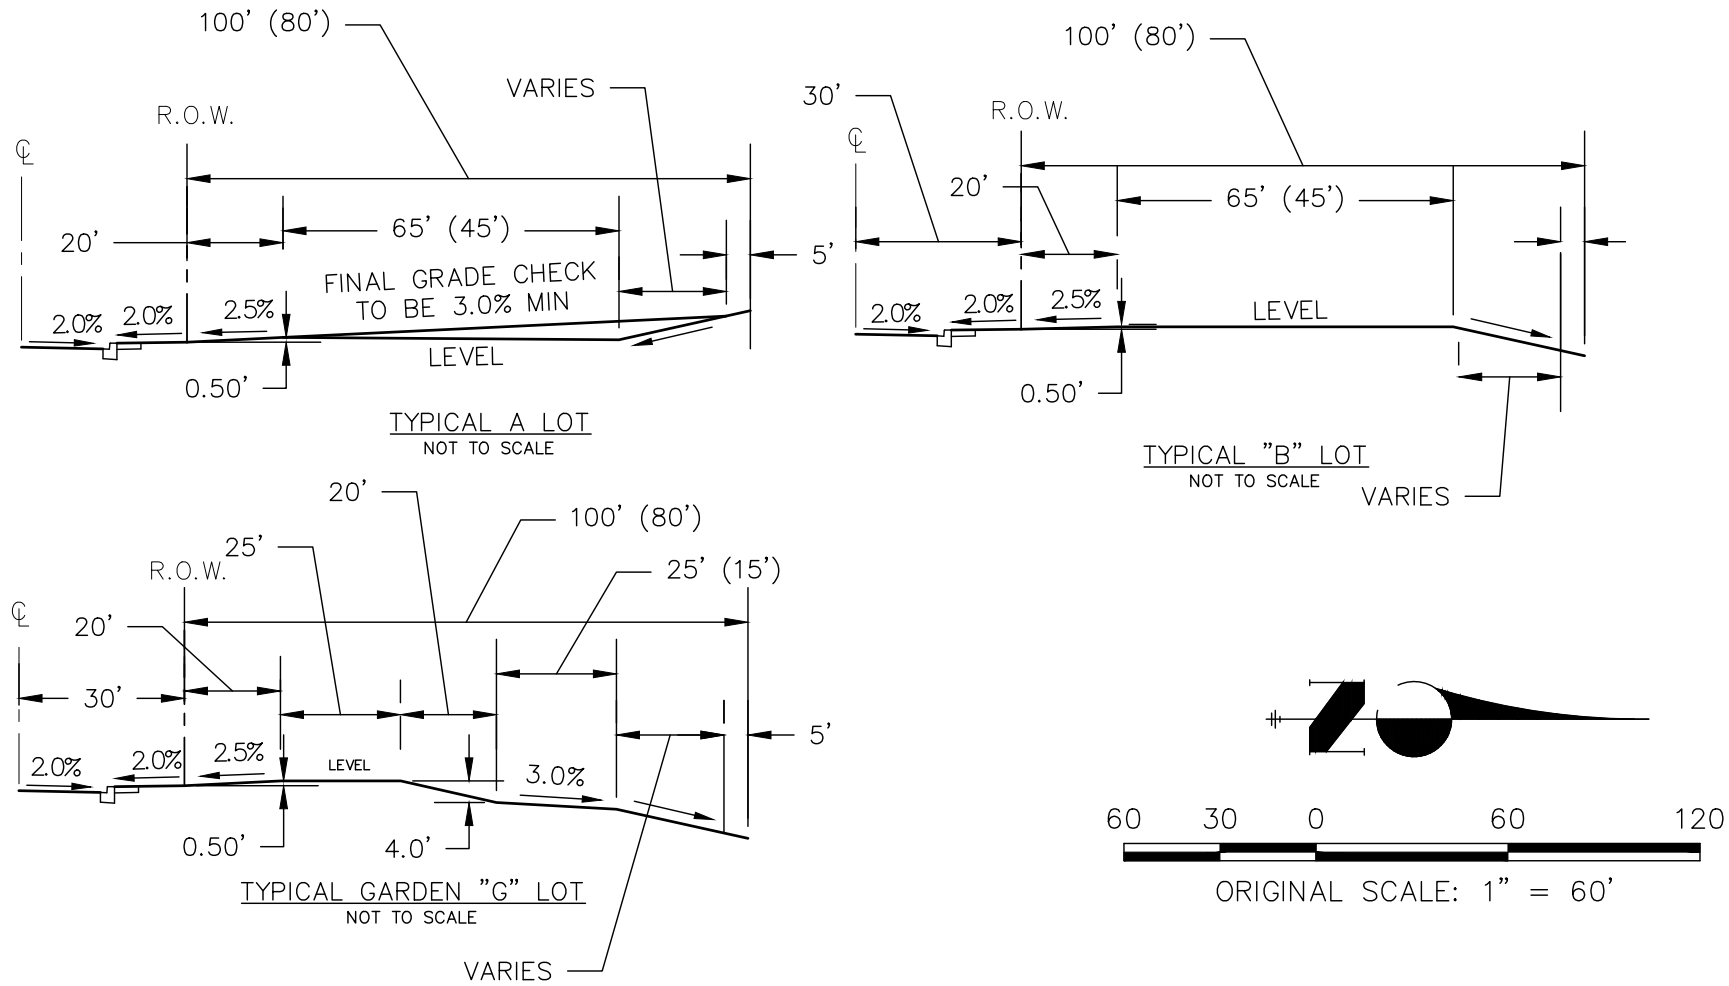 100' (80')
VARIES
R.O.W.
℄
65' (45')
20'
5'
FINAL GRADE CHECK
TO BE 3.0% MIN
2.0%
2.0%
2.5%
LEVEL
0.50'
TYPICAL A LOT
NOT TO SCALE
100' (80')
30'
R.O.W.
℄
20'
65' (45')
2.0%
2.0%
2.5%
LEVEL
0.50'
TYPICAL "B" LOT
NOT TO SCALE
VARIES
20'
100' (80')
25'
R.O.W.
25' (15')
℄
20'
30'
5'
2.0%
2.0%
2.5%
LEVEL
3.0%
0.50'
4.0'
TYPICAL GARDEN "G" LOT
NOT TO SCALE
VARIES
60 30 0 60 120
ORIGINAL SCALE: 1" = 60'